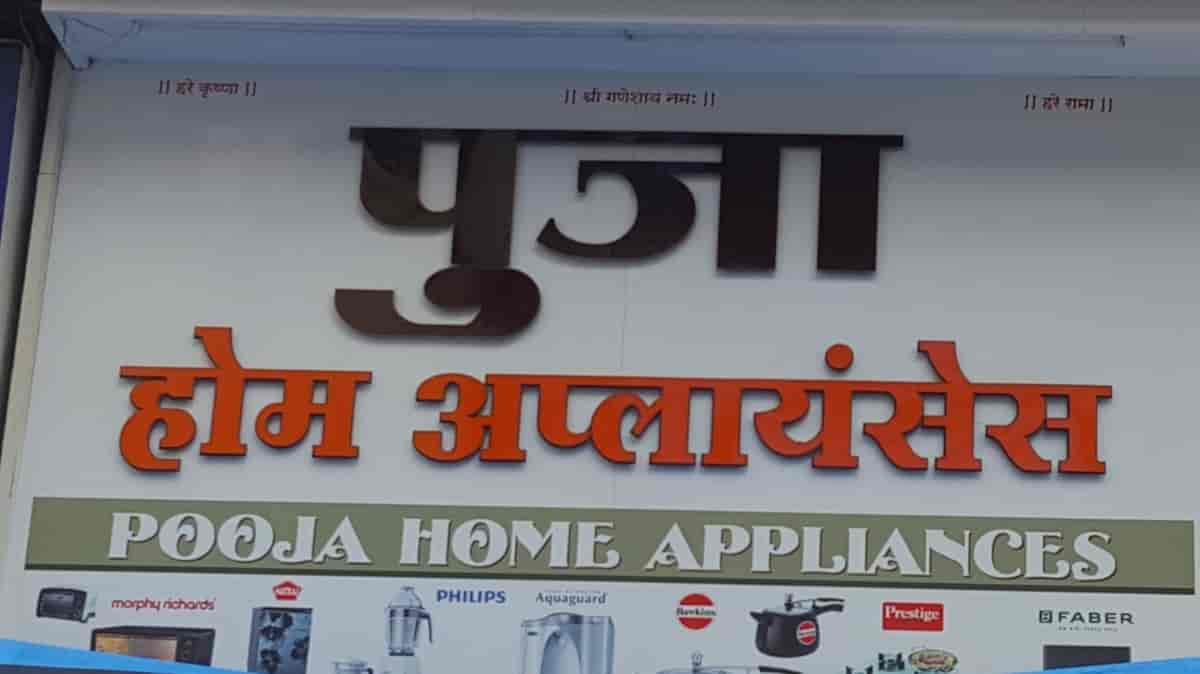 || हरे कृष्णा || || श्री गणेशाय नमः || || हरे रामा ||
पुजा
होम अप्लायंसेस
POOJA HOME APPLIANCES
morphy richards PHILIPS Aquaguard Hawkins Prestige FABER